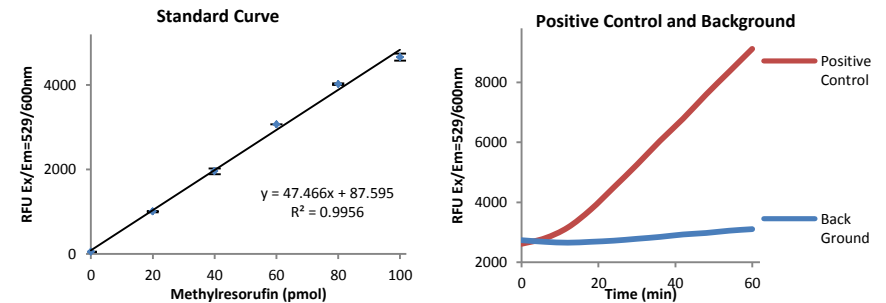 Standard Curve
RFU Ex/Em=529/600nm
4000
2000
0
y = 47.466x + 87.595
R² = 0.9956
0 20 40 60 80 100
Methylresorufin (pmol)
Positive Control and Background
RFU Ex/Em=529/600nm
8000
6000
4000
2000
0 20 40 60
Time (min)
Positive
Control
Back
Ground